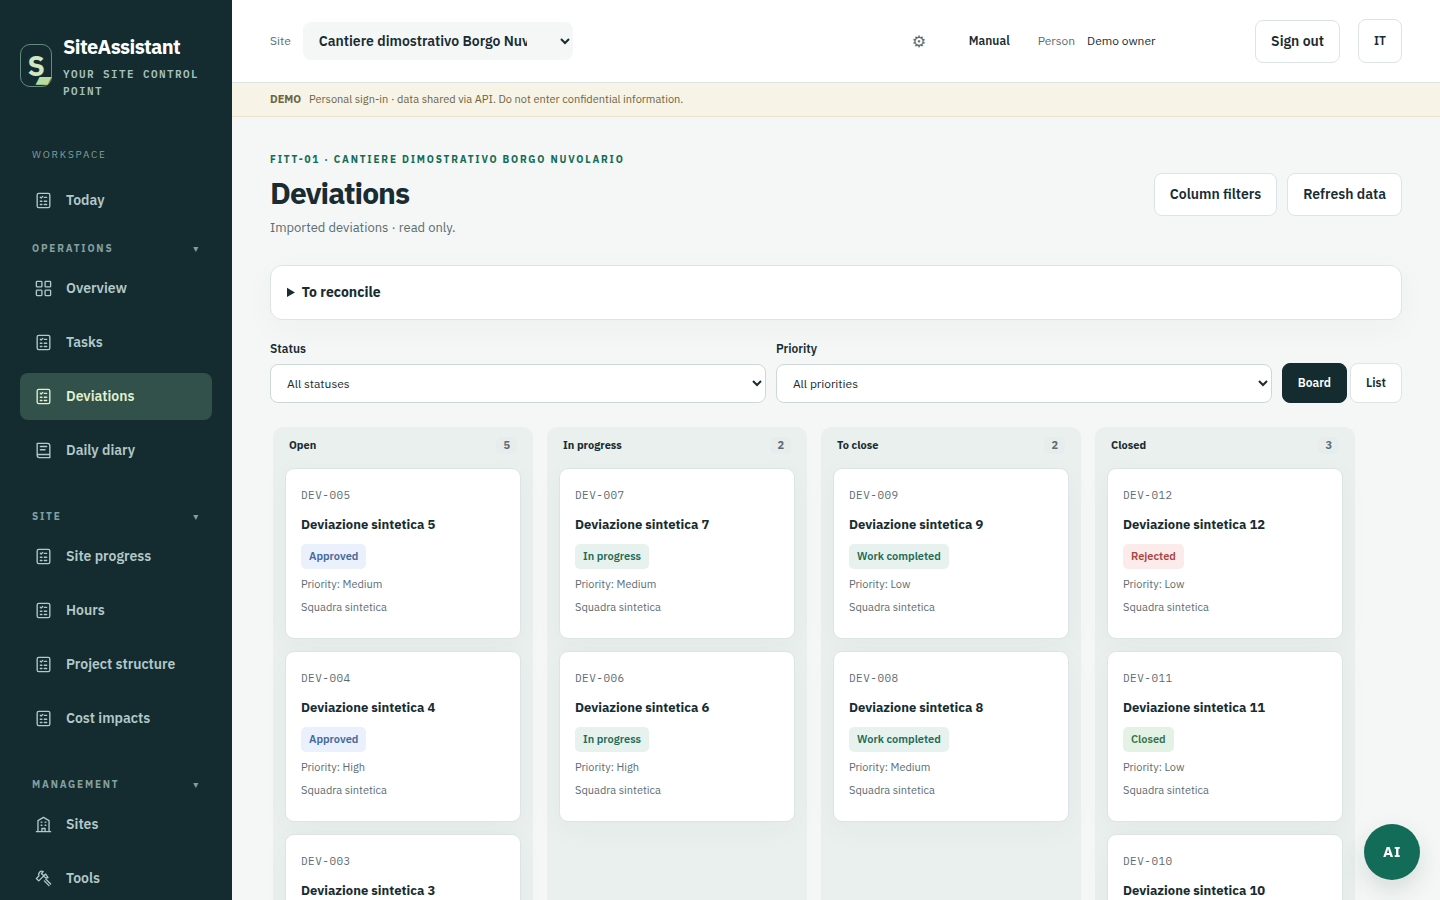 S
SiteAssistant
YOUR SITE CONTROL
POINT
WORKSPACE
Today
OPERATIONS
Overview
Tasks
Deviations
Daily diary
SITE
Site progress
Hours
Project structure
Cost impacts
MANAGEMENT
Sites
Tools
Site
Cantiere dimostrativo Borgo Nuv
Manual
Person Demo owner
Sign out
IT
DEMO Personal sign-in · data shared via API. Do not enter confidential information.
FITT-01 · CANTIERE DIMOSTRATIVO BORGO NUVOLARIO
Deviations
Imported deviations · read only.
Column filters
Refresh data
To reconcile
Status
All statuses
Priority
All priorities
Board
List
Open 5
DEV-005
Deviazione sintetica 5
Approved
Priority: Medium
Squadra sintetica
DEV-004
Deviazione sintetica 4
Approved
Priority: High
Squadra sintetica
DEV-003
Deviazione sintetica 3
In progress 2
DEV-007
Deviazione sintetica 7
In progress
Priority: Medium
Squadra sintetica
DEV-006
Deviazione sintetica 6
In progress
Priority: High
Squadra sintetica
To close 2
DEV-009
Deviazione sintetica 9
Work completed
Priority: Low
Squadra sintetica
DEV-008
Deviazione sintetica 8
Work completed
Priority: Medium
Squadra sintetica
Closed 3
DEV-012
Deviazione sintetica 12
Rejected
Priority: Low
Squadra sintetica
DEV-011
Deviazione sintetica 11
Closed
Priority: Low
Squadra sintetica
DEV-010
Deviazione sintetica 10
AI